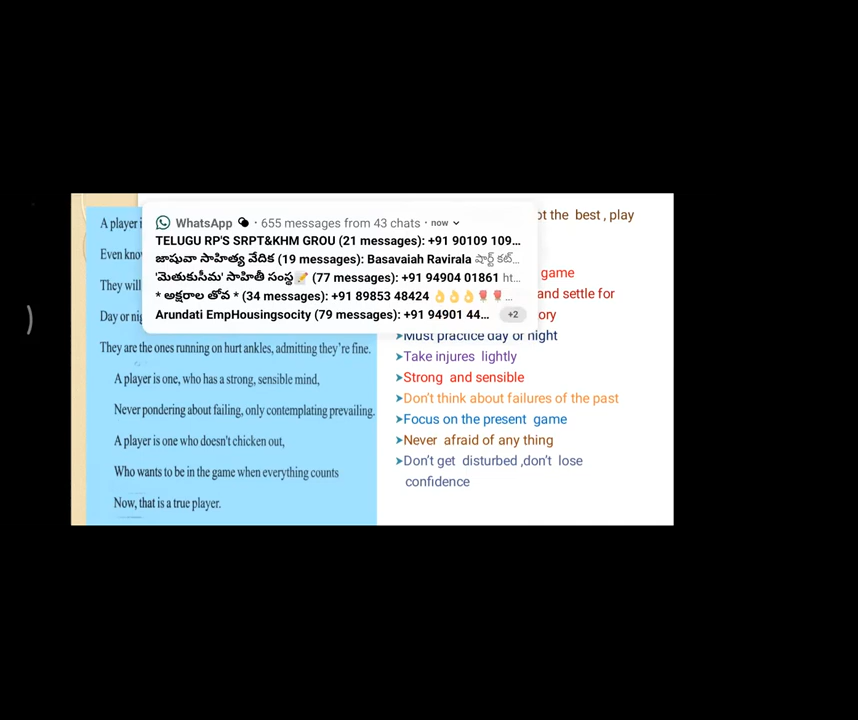 A player i
Even kno
They will
Day or nig
They are the ones running on hurt ankles, admitting they're fine.
A player is one, who has a strong, sensible mind,
Never pondering about failing, only contemplating prevailing.
A player is one who doesn't chicken out,
Who wants to be in the game when everything counts
Now, that is a true player.
WhatsApp · 655 messages from 43 chats · now
TELUGU RP'S SRPT&KHM GROU (21 messages): +91 90109 109...
జాషువా సాహిత్య వేదిక (19 messages): Basavaiah Ravirala షార్ట్ కట్...
'మెతుకుసీమ' సాహితీ సంస్థ📝 (77 messages): +91 94904 01861 ht...
* అక్షరాల తోవ * (34 messages): +91 89853 48424 👌👌👌🌹🌹...
Arundati EmpHousingsocity (79 messages): +91 94901 44...
+2
ot the best , play
game
and settle for
ory
➤Must practice day or night
➤Take injures lightly
➤Strong and sensible
➤Don't think about failures of the past
➤Focus on the present game
➤Never afraid of any thing
➤Don't get disturbed ,don't lose
confidence